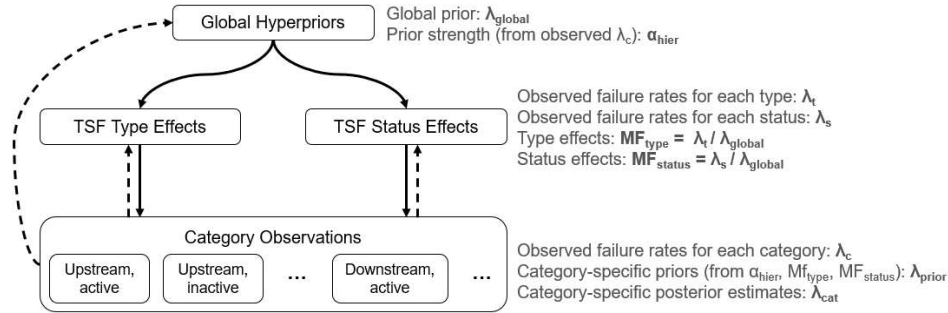 Global Hyperpriors
Global prior: λglobal
Prior strength (from observed λc): αhier
TSF Type Effects
TSF Status Effects
Observed failure rates for each type: λt
Observed failure rates for each status: λs
Type effects: MFtype = λt / λglobal
Status effects: MFstatus = λs / λglobal
Category Observations
Upstream,
active
Upstream,
inactive
...
Downstream,
active
...
Observed failure rates for each category: λc
Category-specific priors (from αhier, Mftype, MFstatus): λprior
Category-specific posterior estimates: λcat